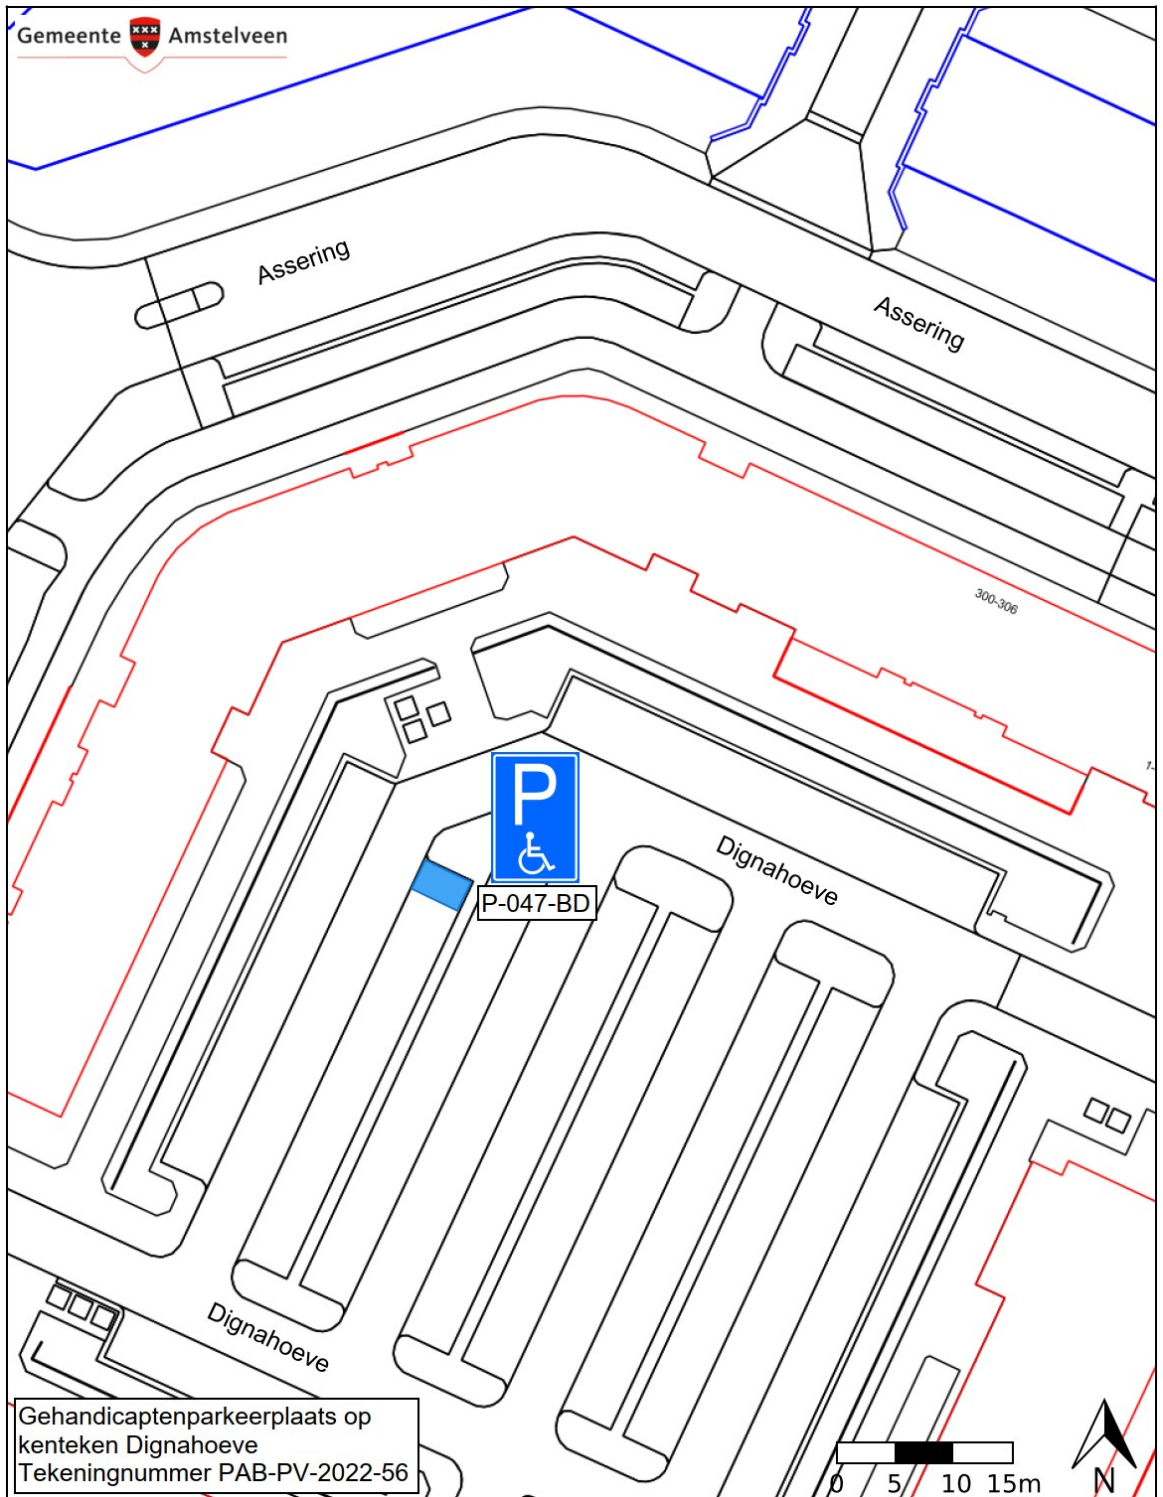 Gemeente Amstelveen
Assering
Assering
300-306
1-
P
Dignahoeve
P-047-BD
Dignahoeve
Gehandicaptenparkeerplaats op
kenteken Dignahoeve
Tekeningnummer PAB-PV-2022-56
0 5 10 15m
N